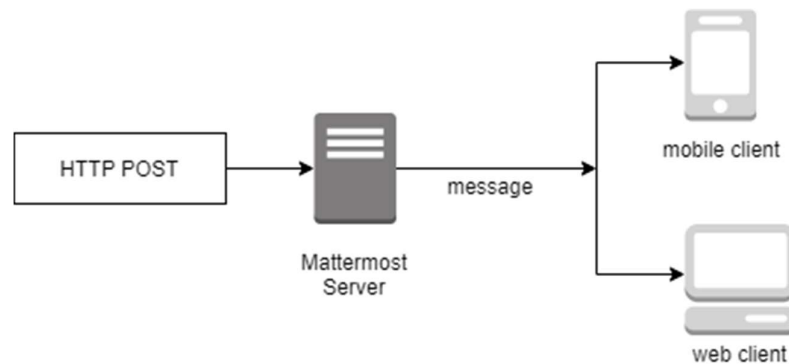 HTTP POST
message
Mattermost
Server
mobile client
web client